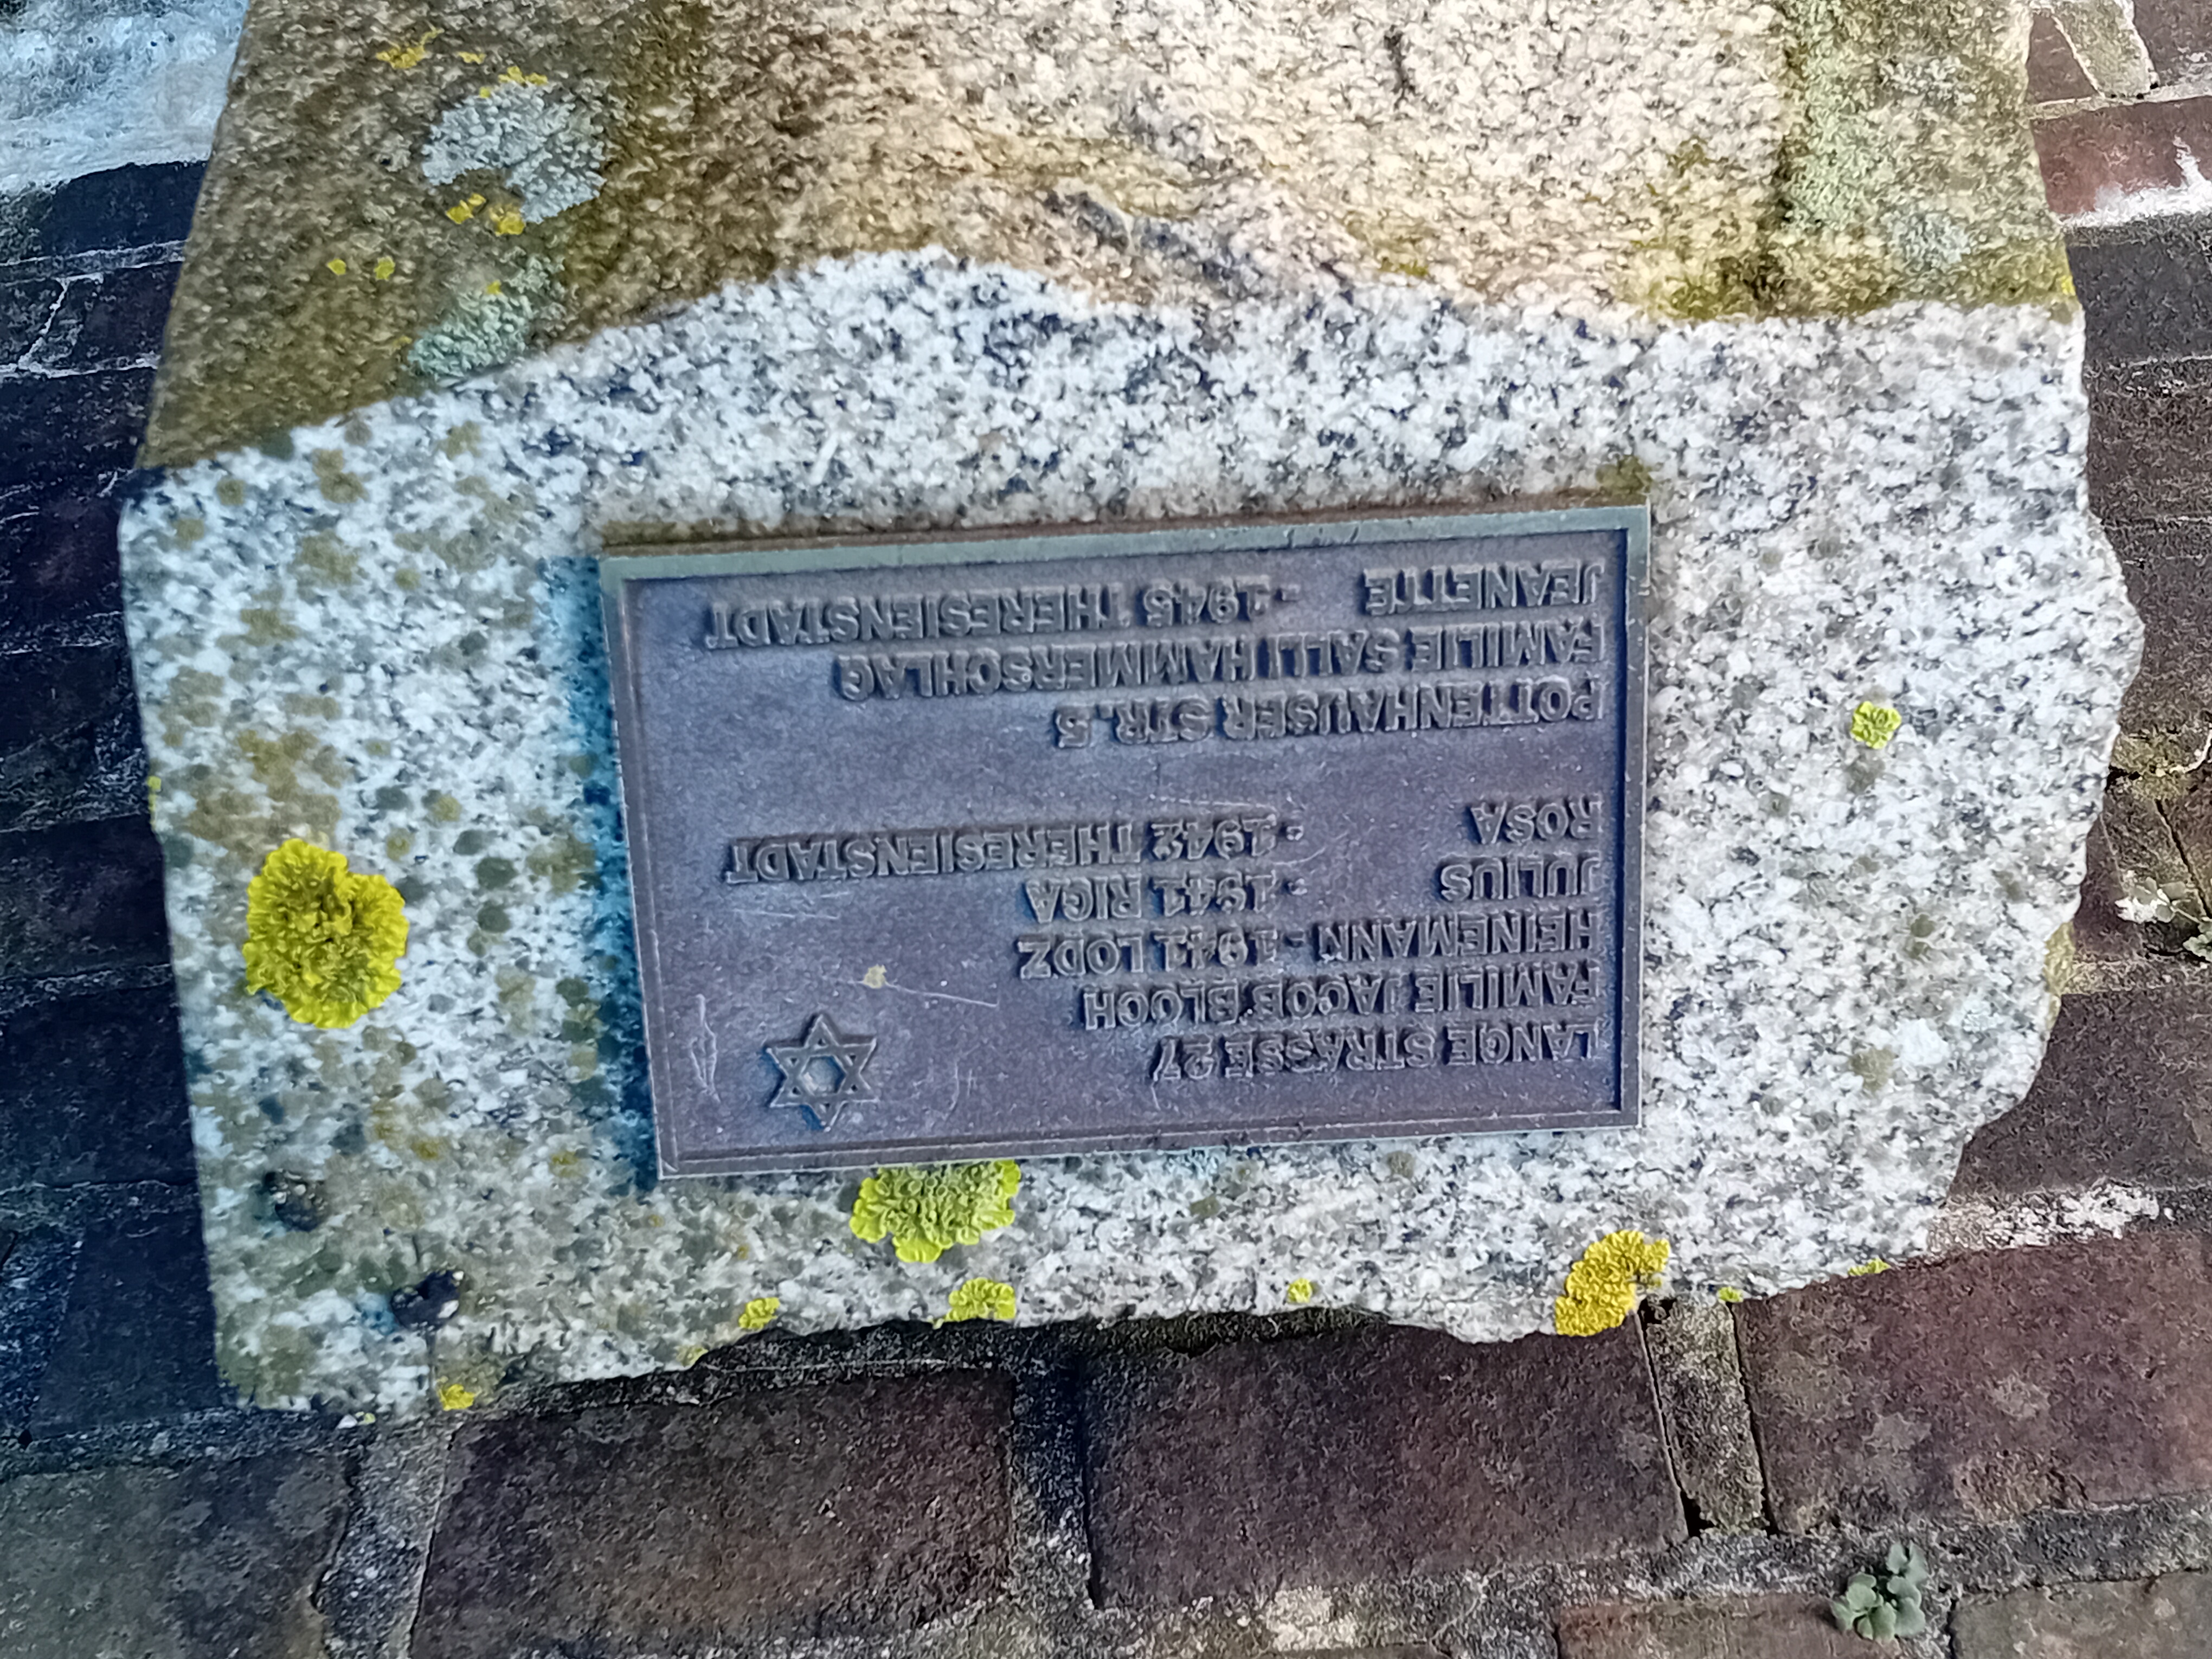 LANGE STRASSE 27
FAMILIE JACOB BLOCH
HEINEMANN - 1941 LODZ
JULIUS - 1941 RIGA
ROSA - 1942 THERESIENSTADT
POTTENHAUSER STR. 5
FAMILIE SALLI HAMMERSCHLAG
JEANETTE - 1945 THERESIENSTADT